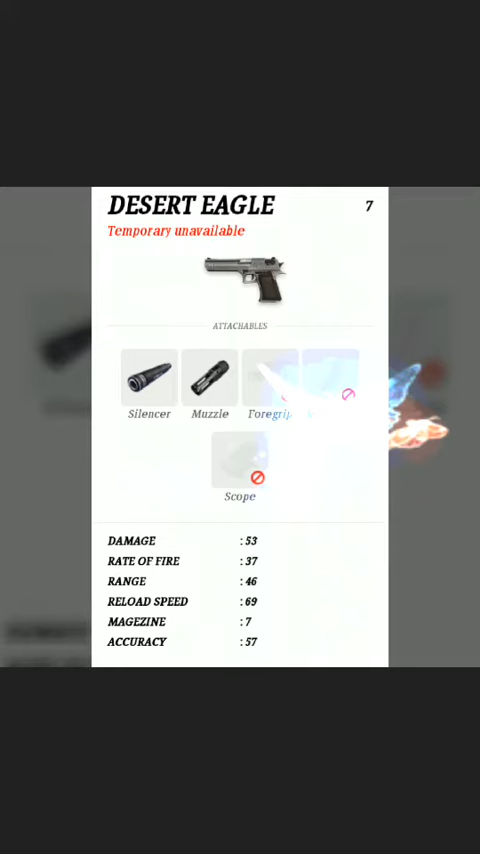 DESERT EAGLE 7
Temporary unavailable
ATTACHABLES
Silencer Muzzle Foregrip
Scope
DAMAGE : 53
RATE OF FIRE : 37
RANGE : 46
RELOAD SPEED : 69
MAGEZINE : 7
ACCURACY : 57